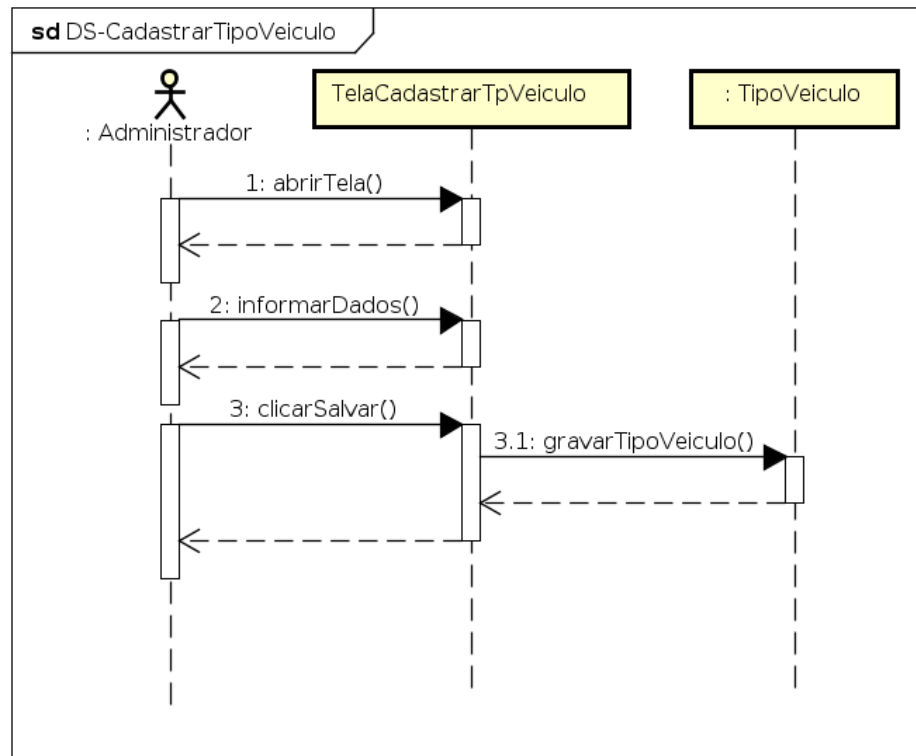 sd DS-CadastrarTipoVeiculo
: Administrador
TelaCadastrarTpVeiculo
: TipoVeiculo
1: abrirTela()
2: informarDados()
3: clicarSalvar()
3.1: gravarTipoVeiculo()